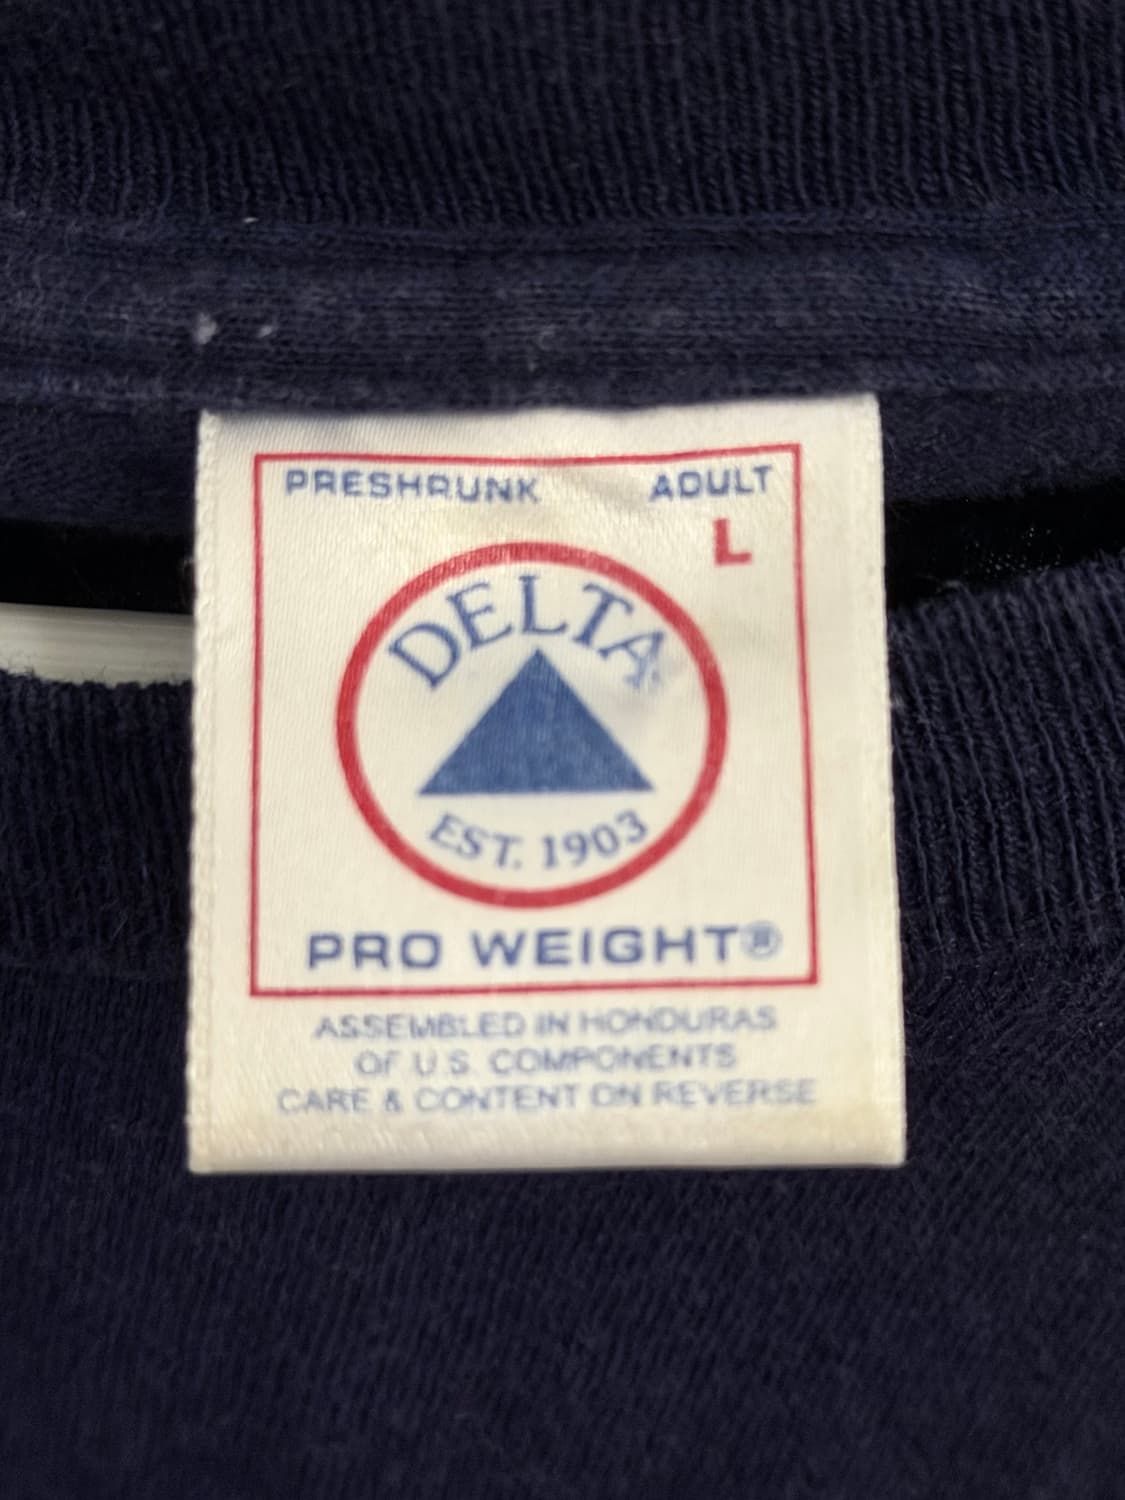 PRESHRUNK ADULT
L
DELTA
EST. 1903
PRO WEIGHT®
ASSEMBLED IN HONDURAS
OF U.S. COMPONENTS
CARE & CONTENT ON REVERSE